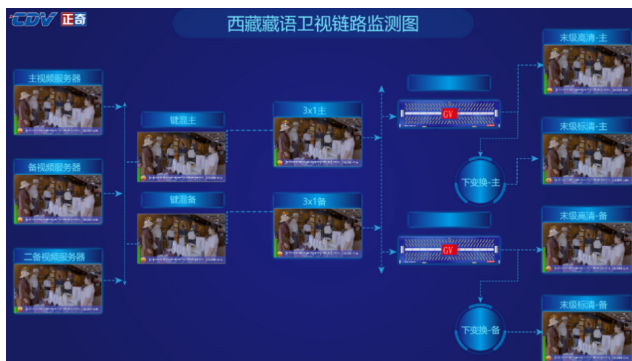 CDV 正奇
西藏藏语卫视链路监测图
主视频服务器
备视频服务器
二备视频服务器
键混主
键混备
3x1主
3x1备
GV
GV
下变换-主
下变换-备
末级高清-主
末级标清-主
末级高清-备
末级标清-备